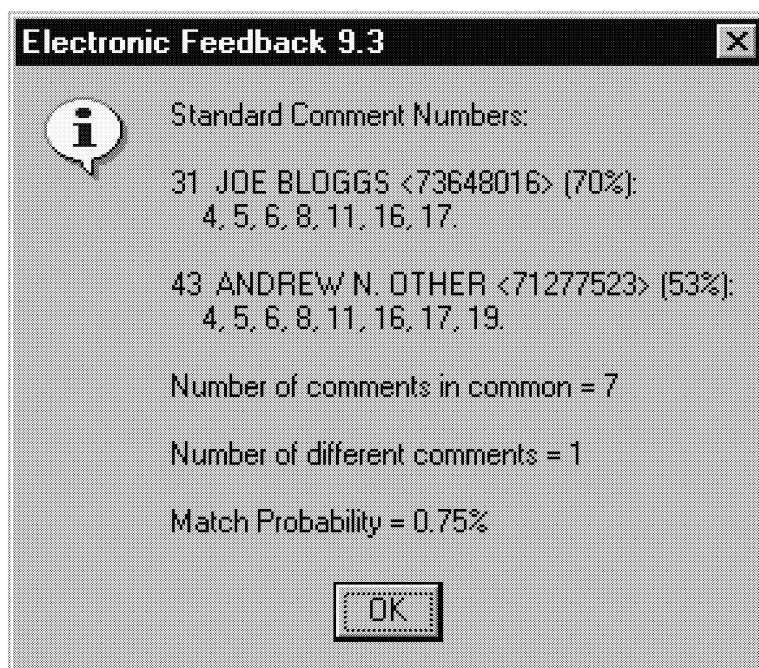 Electronic Feedback 9.3
Standard Comment Numbers:
31 JOE BLOGGS <73648016> (70%):
4, 5, 6, 8, 11, 16, 17.
43 ANDREW N. OTHER <71277523> (53%):
4, 5, 6, 8, 11, 16, 17, 19.
Number of comments in common = 7
Number of different comments = 1
Match Probability = 0.75%
OK